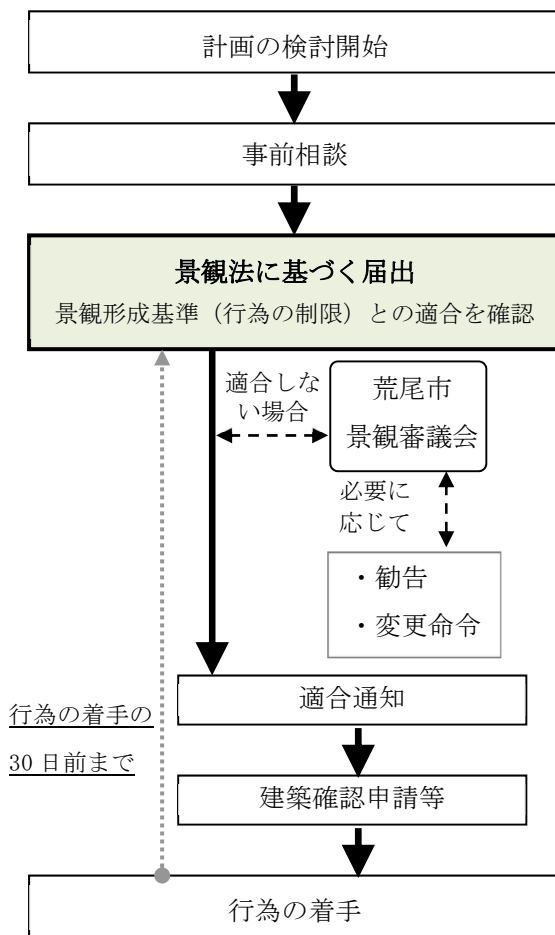 計画の検討開始
事前相談
景観法に基づく届出
景観形成基準（行為の制限）との適合を確認
適合しな
い場合
荒尾市
景観審議会
必要に
応じて
・勧告
・変更命令
適合通知
行為の着手の
30日前まで
建築確認申請等
行為の着手